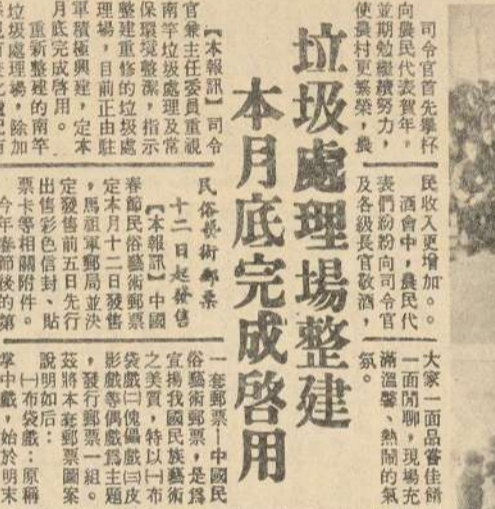 司令官首先舉杯
向農民代表賀年，
並期勉繼續努力，
使農村更繁榮，農
民收入更增加。。
酒會中，農民代
表們紛紛向司令官
及各級長官敬酒，
大家一面品嘗佳餚
一面閒聊，現場充
滿溫馨、熱鬧的氣
氛。
垃圾處理場整建
本月底完成啓用
【本報訊】司令
官兼主任委員重視
南竿垃圾處理及常
保環境整潔，指示
整建重修的垃圾處
理場，目前正由駐
軍積極興建，定本
月底完成啓用。
重新整建的南竿
垃圾處理場，除加
民俗藝術郵票
十二日起發售
【本報訊】中國
春節民俗藝術郵票
定本月十二日發售
，馬祖軍郵局並決
定發售前五日先行
出售彩色信封、貼
票卡等相關附件。
今年春節後的第
一套郵票—中國民
俗藝術郵票，是爲
宣揚我國民族藝術
之美質，特以㈠布
袋戲㈡傀儡戲㈢皮
影戲等偶戲爲主題
，發行郵票一組。
茲將本套郵票圖案
說明如后：
㈠布袋戲：原稱
掌中戲，始於明末